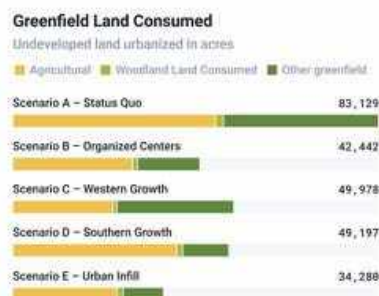 Greenfield Land Consumed
Undeveloped land urbanized in acres
Agricultural Woodland Land Consumed Other greenfield
Scenario A – Status Quo 83,129
Scenario B – Organized Centers 42,442
Scenario C – Western Growth 49,978
Scenario D – Southern Growth 49,197
Scenario E – Urban Infill 34,280